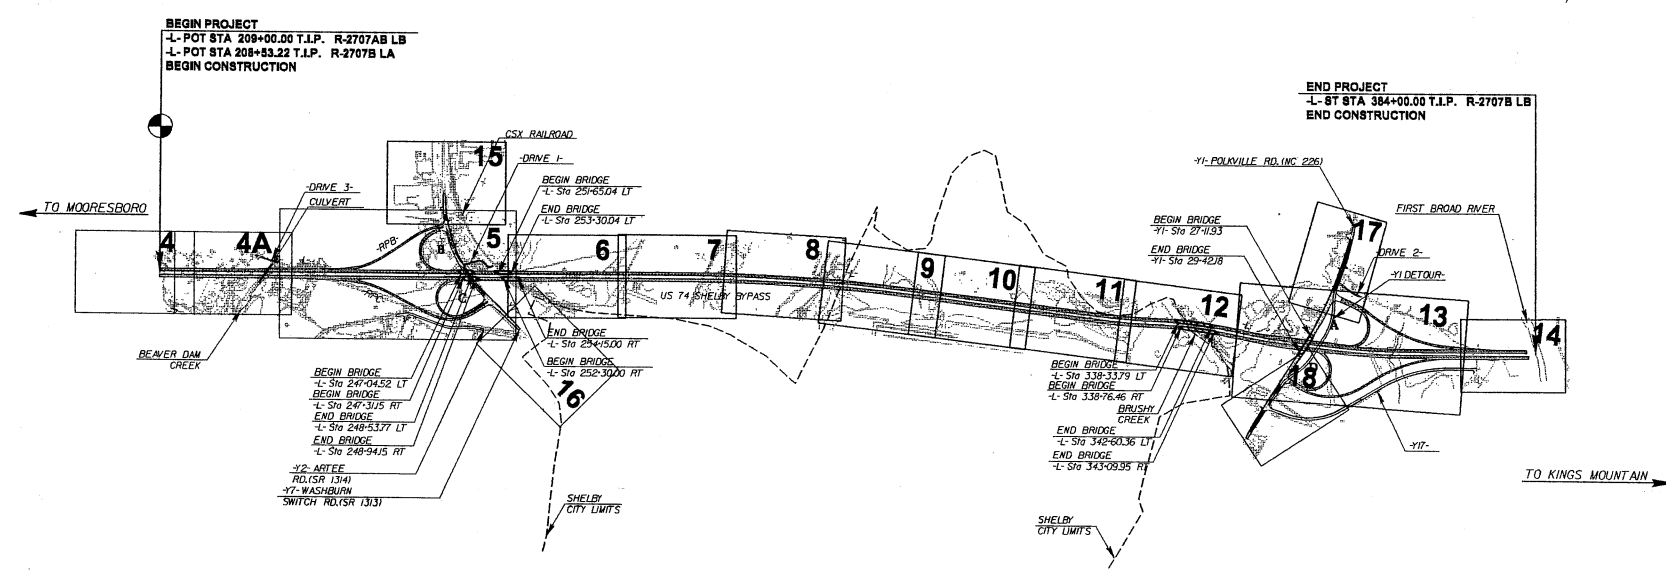 BEGIN PROJECT
-L- POT STA 209+00.00 T.I.P. R-2707AB LB
-L- POT STA 208+53.22 T.I.P. R-2707B LA
BEGIN CONSTRUCTION
END PROJECT
-L- ST STA 384+00.00 T.I.P. R-2707B LB
END CONSTRUCTION
CSX RAILROAD
15
-DRIVE 1-
-Y1- POLKVILLE RD.(NC 226)
-DRIVE 3-
CULVERT
BEGIN BRIDGE
-L- Sta 251+65.04 LT
END BRIDGE
-L- Sta 253+30.04 LT
TO MOORESBORO
FIRST BROAD RIVER
BEGIN BRIDGE
-Y1- Sta 27+11.93
END BRIDGE
-Y1- Sta 29+42.18
17
-DRIVE 2-
-Y1 DETOUR-
4
4A
-RPB-
B
5
6
7
8
9
10
11
12
13
14
A
C
US 74 SHELBY BYPASS
18
BEAVER DAM
CREEK
END BRIDGE
-L- Sta 254+15.00 RT
BEGIN BRIDGE
-L- Sta 252+30.00 RT
16
BEGIN BRIDGE
-L- Sta 247+04.52 LT
BEGIN BRIDGE
-L- Sta 247+31.15 RT
END BRIDGE
-L- Sta 248+53.77 LT
END BRIDGE
-L- Sta 248+94.15 RT
-Y2- ARTEE
RD.(SR 1314)
-Y7- WASHBURN
SWITCH RD.(SR 1313)
BEGIN BRIDGE
-L- Sta 338+33.79 LT
BEGIN BRIDGE
-L- Sta 338+76.46 RT
BRUSHY
CREEK
END BRIDGE
-L- Sta 342+60.36 LT
END BRIDGE
-L- Sta 343+09.95 RT
-Y17-
TO KINGS MOUNTAIN
SHELBY
CITY LIMITS
SHELBY
CITY LIMITS